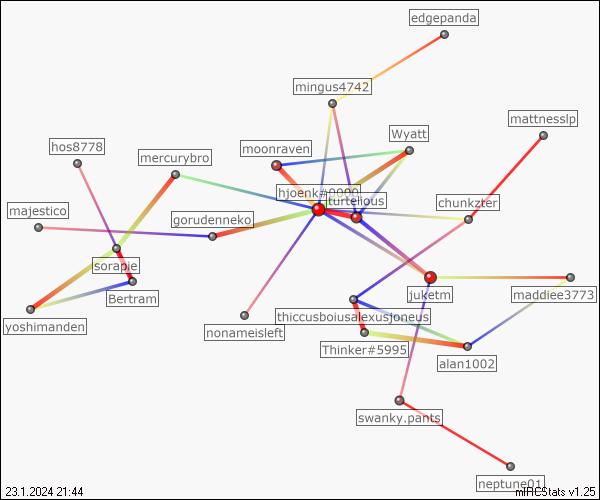 edgepanda
mingus4742
mattnesslp
Wyatt
hos8778
moonraven
mercurybro
hjoenk#0000
turtelious
chunkzter
majestico
gorudenneko
sorapie
Bertram
juketm
maddiee3773
thiccusboiusalexusjoneus
yoshimanden
nonameisleft
Thinker#5995
alan1002
swanky.pants
neptune01
23.1.2024 21:44
mIRCStats v1.25